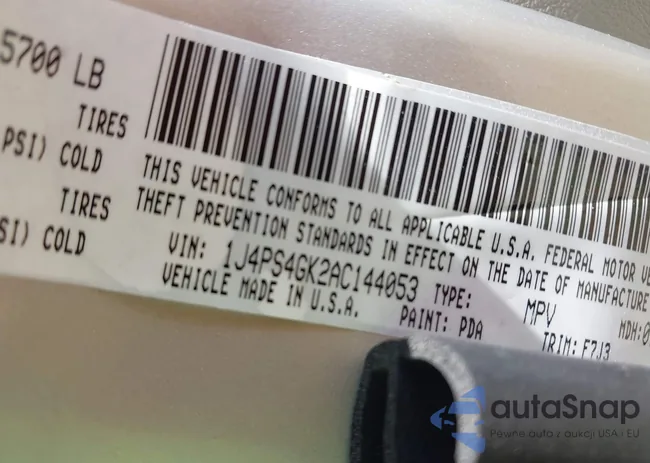 5700 LB
TIRES
PSI) COLD
TIRES
SI) COLD
THIS VEHICLE CONFORMS TO ALL APPLICABLE U.S.A. FEDERAL MOTOR VE
THEFT PREVENTION STANDARDS IN EFFECT ON THE DATE OF MANUFACTURE
VIN: 1J4PS4GK2AC144053 TYPE: MPV MDH:0
VEHICLE MADE IN U.S.A. PAINT: PDA TRIM: F7J3
autaSnap
Pewne auta z aukcji USA i EU